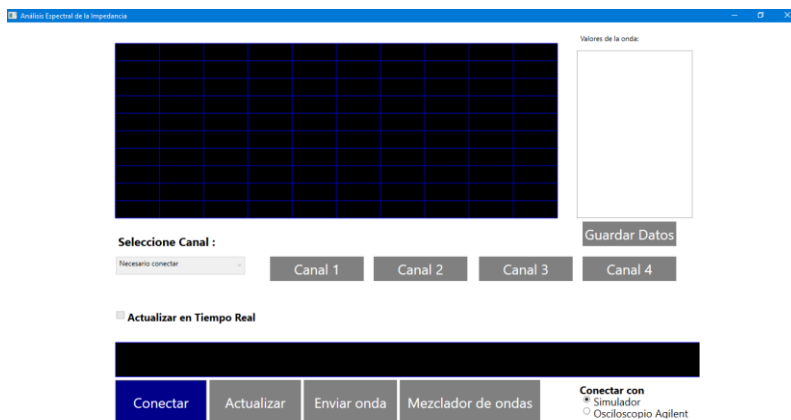 Análisis Espectral de la Impedancia
Valores de la onda:
Guardar Datos
Seleccione Canal :
Necesario conectar
Canal 1
Canal 2
Canal 3
Canal 4
Actualizar en Tiempo Real
Conectar
Actualizar
Enviar onda
Mezclador de ondas
Conectar con
Simulador
Osciloscopio Agilent